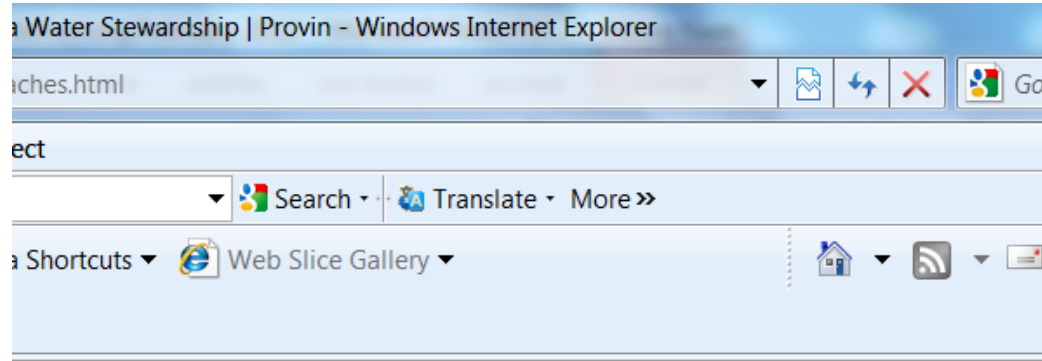 a Water Stewardship | Provin - Windows Internet Explorer
aches.html Go
ect
Search Translate More »
a Shortcuts Web Slice Gallery